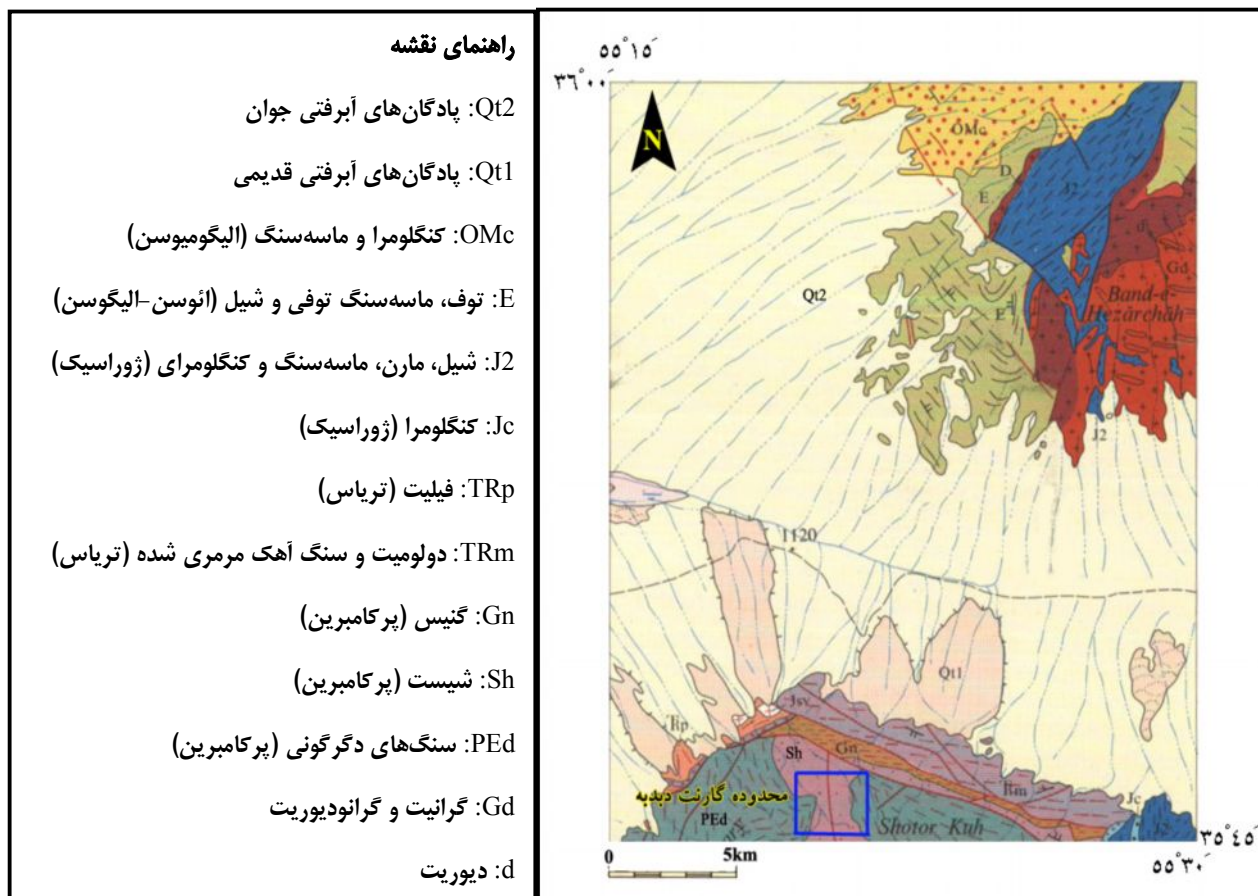 راهنمای نقشه
Qt2: پادگان‌های آبرفتی جوان
Qt1: پادگان‌های آبرفتی قدیمی
OMc: کنگلومرا و ماسه‌سنگ (الیگومیوسن)
E: توف، ماسه‌سنگ توفی و شیل (ائوسن-الیگوسن)
J2: شیل، مارن، ماسه‌سنگ و کنگلومرای (ژوراسیک)
Jc: کنگلومرا (ژوراسیک)
TRp: فیلیت (تریاس)
TRm: دولومیت و سنگ آهک مرمری شده (تریاس)
Gn: گنیس (پرکامبرین)
Sh: شیست (پرکامبرین)
PEd: سنگ‌های دگرگونی (پرکامبرین)
Gd: گرانیت و گرانودیوریت
d: دیوریت
۵۵°۱۵´
۳۶°۰۰´
N
OMc
D
E
J2
d
Gd
Qt2
E
Band-e-
Hezārchāh
J2
1120
Qt1
Jsv
Gn
Sh
محدوده گارنت دیدیه
PEd
Shotor Kuh
Jc
J2
۳۵°٤۵´
۵۵°۳۰´
0 5km